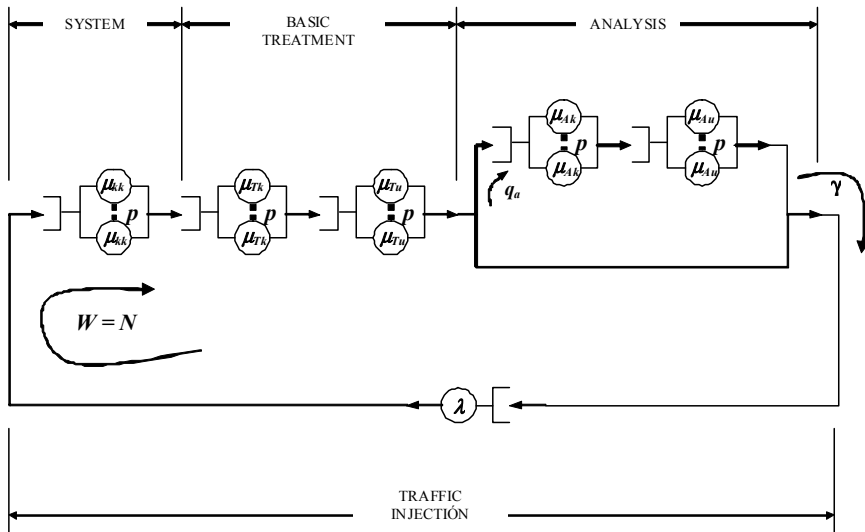 SYSTEM
BASIC
TREATMENT
ANALYSIS
μAk
p
μAk
μAu
p
μAu
qa
γ
μkk
p
μkk
μTk
p
μTk
μTu
p
μTu
W = N
λ
TRAFFIC
INJECTIÓN